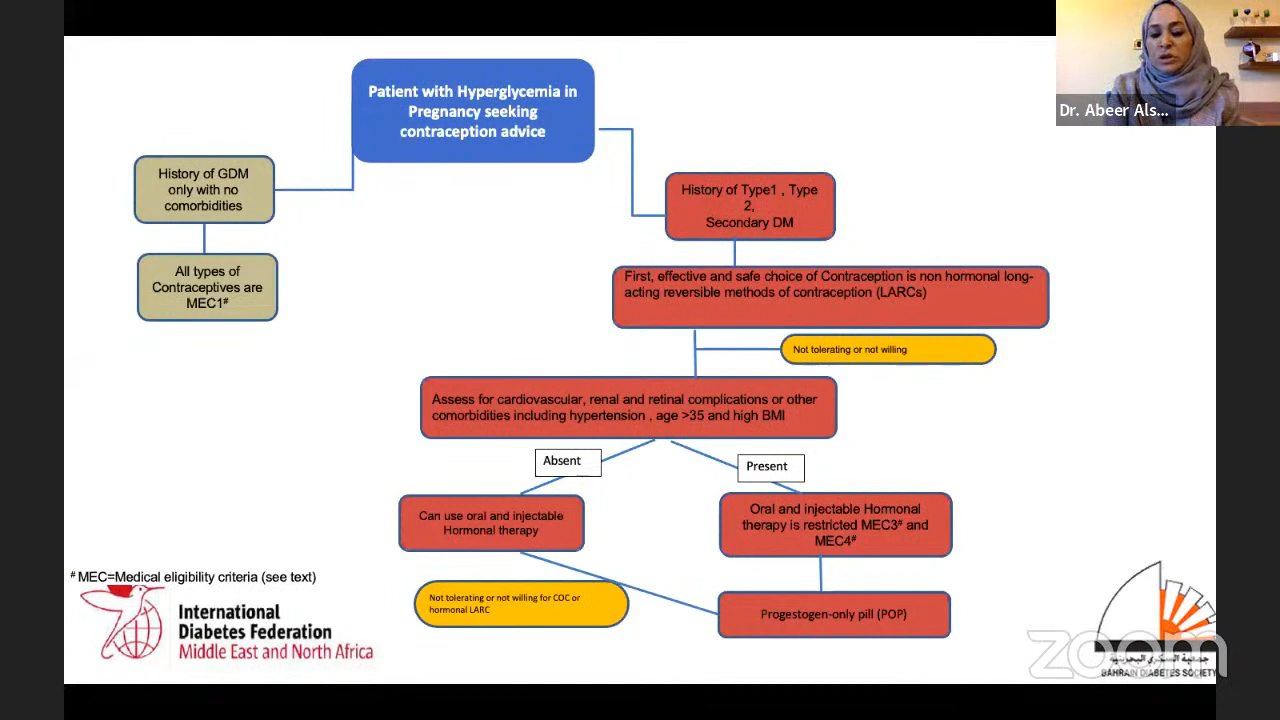 Patient with Hyperglycemia in
Pregnancy seeking
contraception advice
Dr. Abeer Als...
History of GDM
only with no
comorbidities
History of Type1 , Type
2,
Secondary DM
All types of
Contraceptives are
MEC1#
First, effective and safe choice of Contraception is non hormonal long-
acting reversible methods of contraception (LARCs)
Not tolerating or not willing
Assess for cardiovascular, renal and retinal complications or other
comorbidities including hypertension , age >35 and high BMI
Absent
Present
Can use oral and injectable
Hormonal therapy
Oral and injectable Hormonal
therapy is restricted MEC3# and
MEC4#
# MEC=Medical eligibility criteria (see text)
Not tolerating or not willing for COC or
hormonal LARC
Progestogen-only pill (POP)
International
Diabetes Federation
Middle East and North Africa
zoom
جمعية السكري البحرينية
BAHRAIN DIABETES SOCIETY